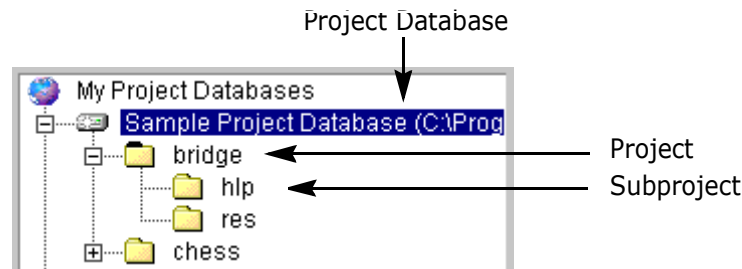 Project Database
My Project Databases
Sample Project Database (C:\Prog
bridge
Project
hlp
Subproject
res
chess